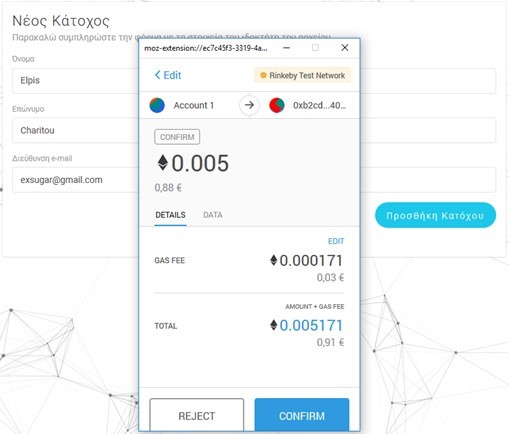 Νέος Κάτοχος
Παρακαλώ συμπληρώστε την φόρμα με τα στοιχεία του ιδιοκτήτη του αρχείου
Όνομα
Elpis
Επώνυμο
Charitou
Διεύθυνση e-mail
exsugar@gmail.com
Προσθήκη Κατόχου
moz-extension://ec7c45f3-3319-4a...
Edit
Rinkeby Test Network
Account 1
0xb2cd...40...
CONFIRM
0.005
0,88 €
DETAILS DATA
EDIT
GAS FEE 0.000171
0,03 €
AMOUNT + GAS FEE
TOTAL 0.005171
0,91 €
REJECT CONFIRM